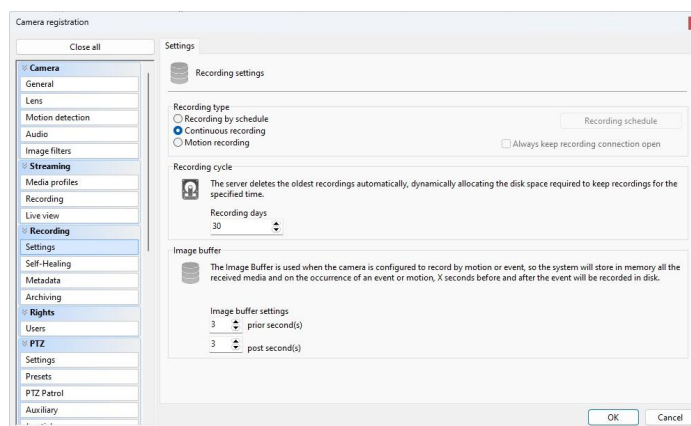 Camera registration
Close all
Camera
General
Lens
Motion detection
Audio
Image filters
Streaming
Media profiles
Recording
Live view
Recording
Settings
Self-Healing
Metadata
Archiving
Rights
Users
PTZ
Settings
Presets
PTZ Patrol
Auxiliary
Settings
Recording settings
Recording type
Recording by schedule
Continuous recording
Motion recording
Recording schedule
Always keep recording connection open
Recording cycle
The server deletes the oldest recordings automatically, dynamically allocating the disk space required to keep recordings for the
specified time.
Recording days
30
Image buffer
The Image Buffer is used when the camera is configured to record by motion or event, so the system will store in memory all the
received media and on the occurrence of an event or motion, X seconds before and after the event will be recorded in disk.
Image buffer settings
3 prior second(s)
3 post second(s)
OK Cancel